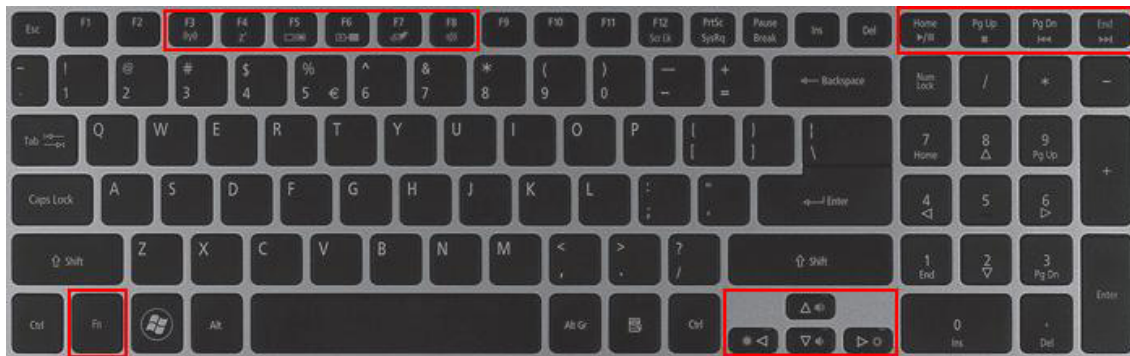 Esc F1 F2 F3 F4 F5 F6 F7 F8 F9 F10 F11 F12 PrtSc Pause Ins Del Home Pg Up Pg Dn End
Scr Lk SysRq Break
! @ # $ % ^ & * ( ) — +
1 2 3 4 5 € 6 7 8 9 0 - = Backspace Num Lock / * -
Tab Q W E R T Y U I O P { } | 7 8 9 +
[ ] \ Home Pg Up
Caps Lock A S D F G H J K L : " Enter 4 5 6
; '
Shift Z X C V B N M < > ? Shift 1 2 3 Enter
, . / End Pg Dn
Ctrl Fn Alt Alt Gr Ctrl 0 .
Ins Del